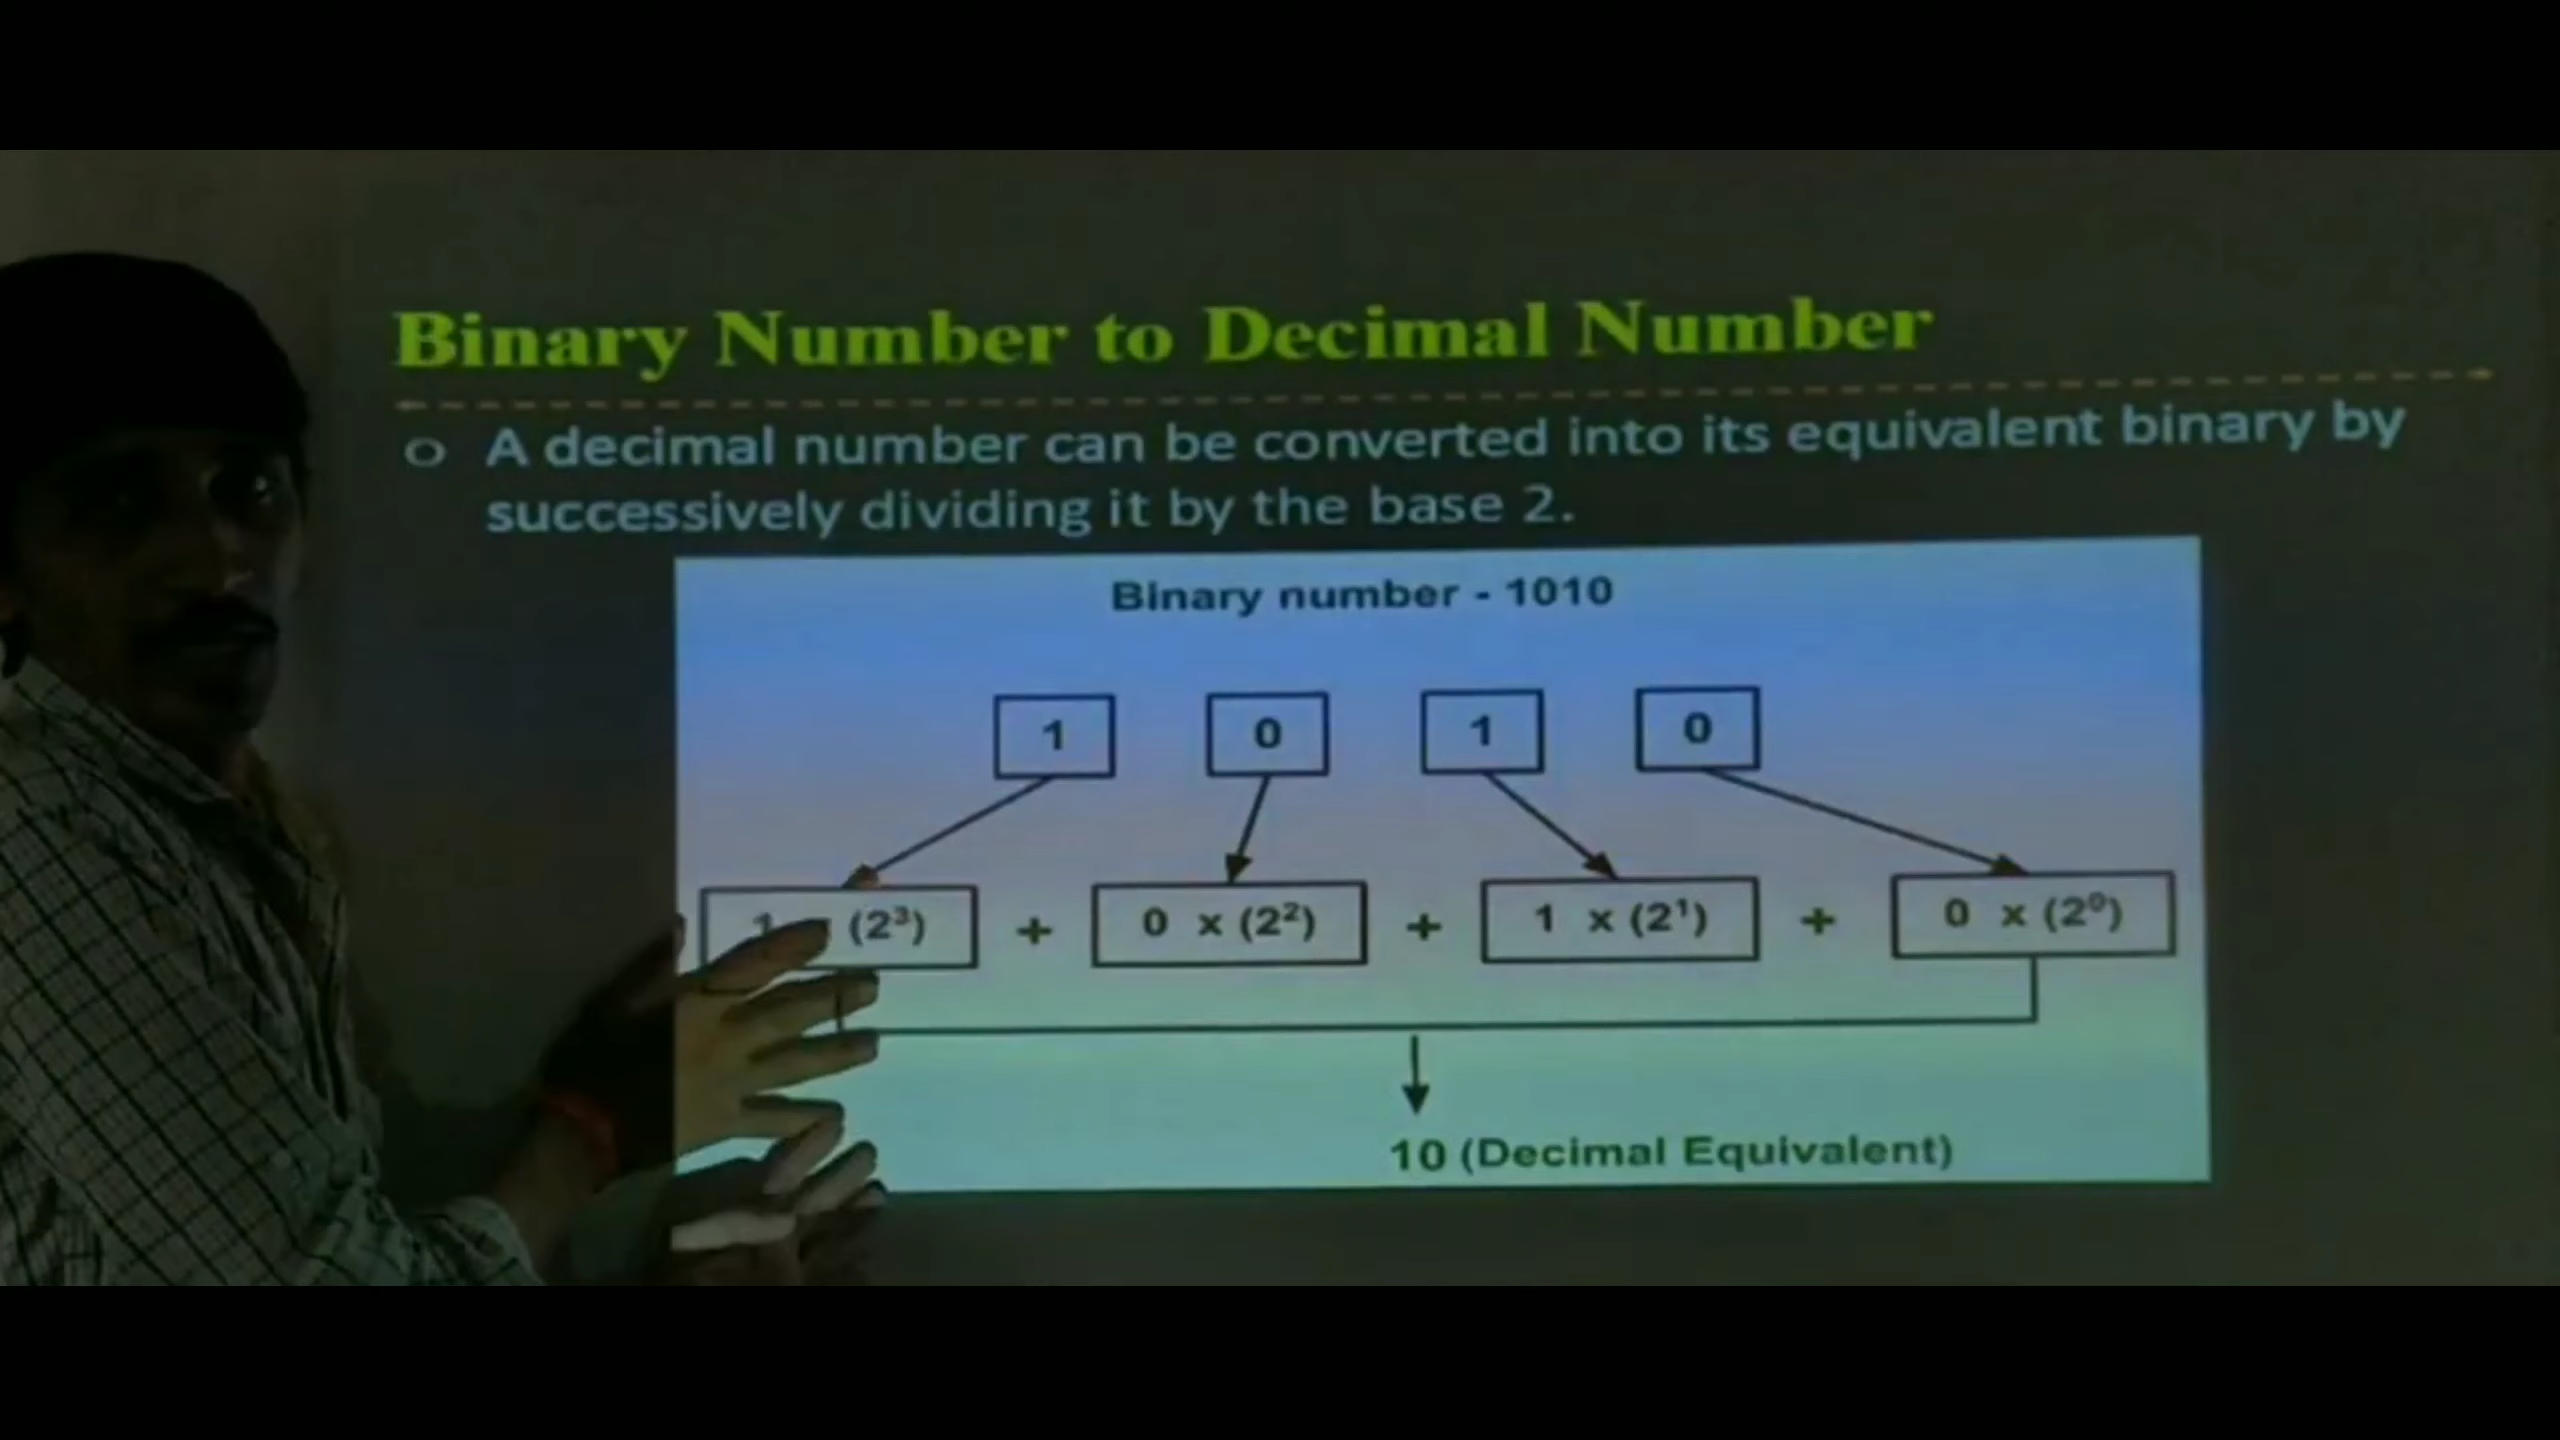 Binary Number to Decimal Number
o A decimal number can be converted into its equivalent binary by
successively dividing it by the base 2.
Binary number - 1010
1 0 1 0
1 (2³) + 0 x (2²) + 1 x (2¹) + 0 x (2⁰)
10 (Decimal Equivalent)